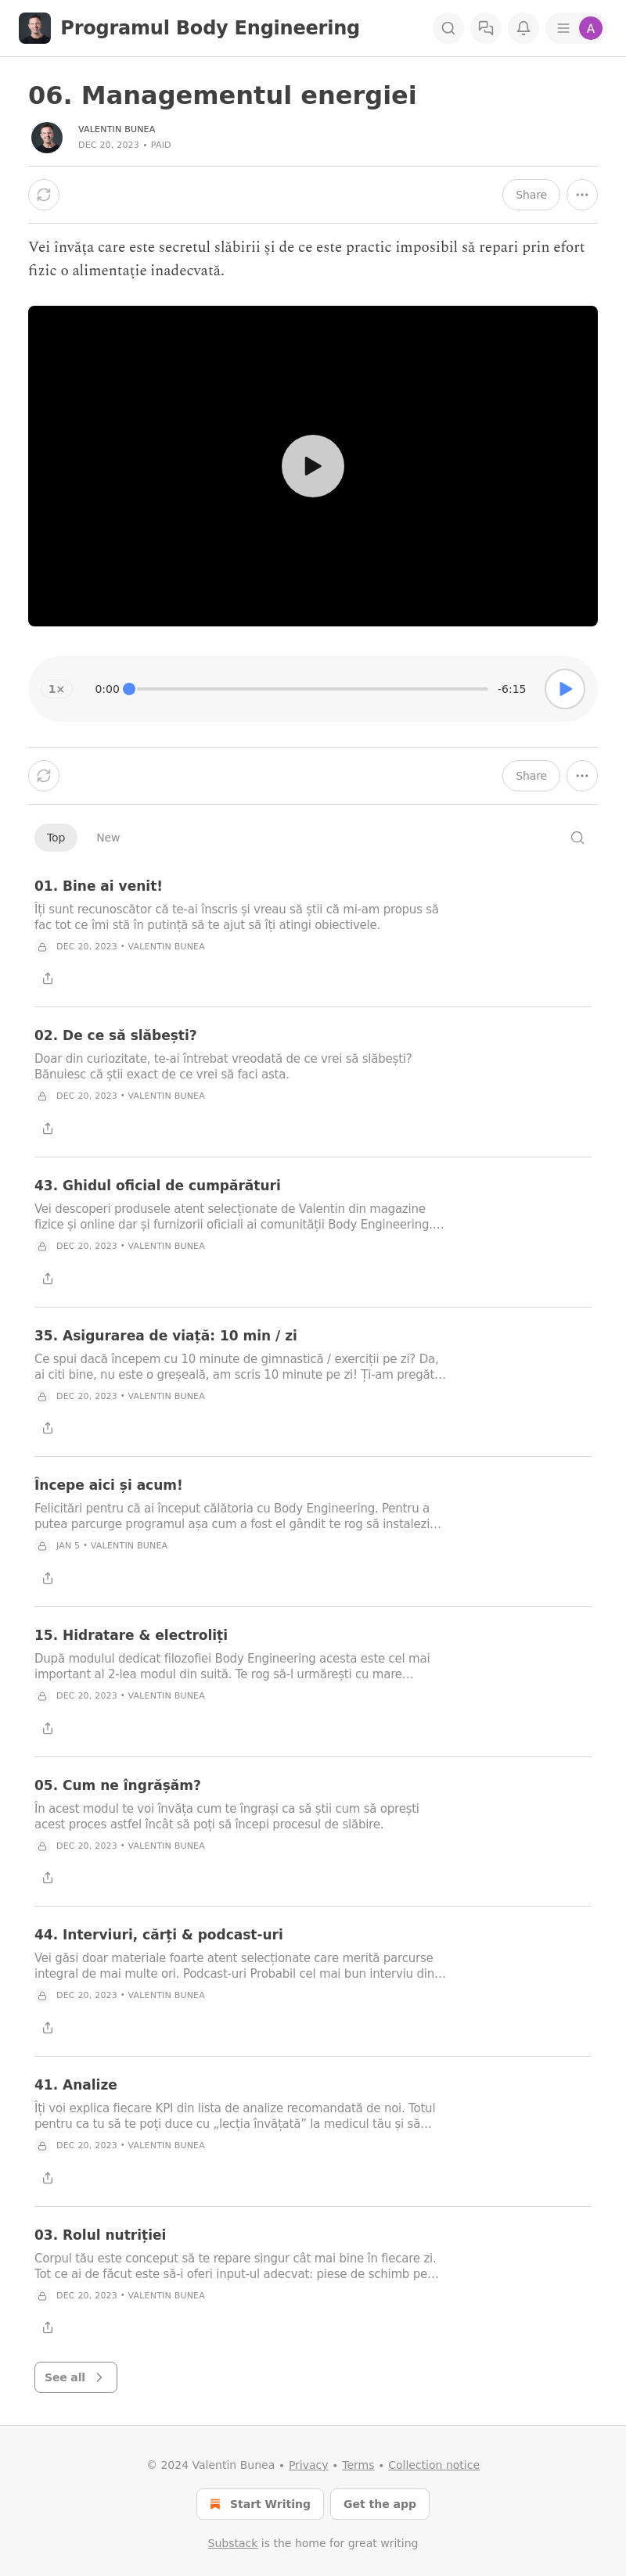 Programul Body Engineering
A
06. Managementul energiei
VALENTIN BUNEA
DEC 20, 2023 • PAID
Share
Vei învăța care este secretul slăbirii și de ce este practic imposibil să repari prin efort
fizic o alimentație inadecvată.
1×
0:00
-6:15
Share
Top
New
01. Bine ai venit!
Îți sunt recunoscător că te-ai înscris și vreau să știi că mi-am propus să
fac tot ce îmi stă în putință să te ajut să îți atingi obiectivele.
DEC 20, 2023 • VALENTIN BUNEA
02. De ce să slăbești?
Doar din curiozitate, te-ai întrebat vreodată de ce vrei să slăbești?
Bănuiesc că știi exact de ce vrei să faci asta.
DEC 20, 2023 • VALENTIN BUNEA
43. Ghidul oficial de cumpărături
Vei descoperi produsele atent selecționate de Valentin din magazine
fizice și online dar și furnizorii oficiali ai comunității Body Engineering.…
DEC 20, 2023 • VALENTIN BUNEA
35. Asigurarea de viață: 10 min / zi
Ce spui dacă începem cu 10 minute de gimnastică / exerciții pe zi? Da,
ai citi bine, nu este o greșeală, am scris 10 minute pe zi! Ți-am pregăt…
DEC 20, 2023 • VALENTIN BUNEA
Începe aici și acum!
Felicitări pentru că ai început călătoria cu Body Engineering. Pentru a
putea parcurge programul așa cum a fost el gândit te rog să instalezi…
JAN 5 • VALENTIN BUNEA
15. Hidratare & electroliți
După modulul dedicat filozofiei Body Engineering acesta este cel mai
important al 2-lea modul din suită. Te rog să-l urmărești cu mare…
DEC 20, 2023 • VALENTIN BUNEA
05. Cum ne îngrășăm?
În acest modul te voi învăța cum te îngrași ca să știi cum să oprești
acest proces astfel încât să poți să începi procesul de slăbire.
DEC 20, 2023 • VALENTIN BUNEA
44. Interviuri, cărți & podcast-uri
Vei găsi doar materiale foarte atent selecționate care merită parcurse
integral de mai multe ori. Podcast-uri Probabil cel mai bun interviu din…
DEC 20, 2023 • VALENTIN BUNEA
41. Analize
Îți voi explica fiecare KPI din lista de analize recomandată de noi. Totul
pentru ca tu să te poți duce cu „lecția învățată” la medicul tău și să…
DEC 20, 2023 • VALENTIN BUNEA
03. Rolul nutriției
Corpul tău este conceput să te repare singur cât mai bine în fiecare zi.
Tot ce ai de făcut este să-i oferi input-ul adecvat: piese de schimb pe…
DEC 20, 2023 • VALENTIN BUNEA
See all
© 2024 Valentin Bunea • Privacy • Terms • Collection notice
Start Writing
Get the app
Substack is the home for great writing